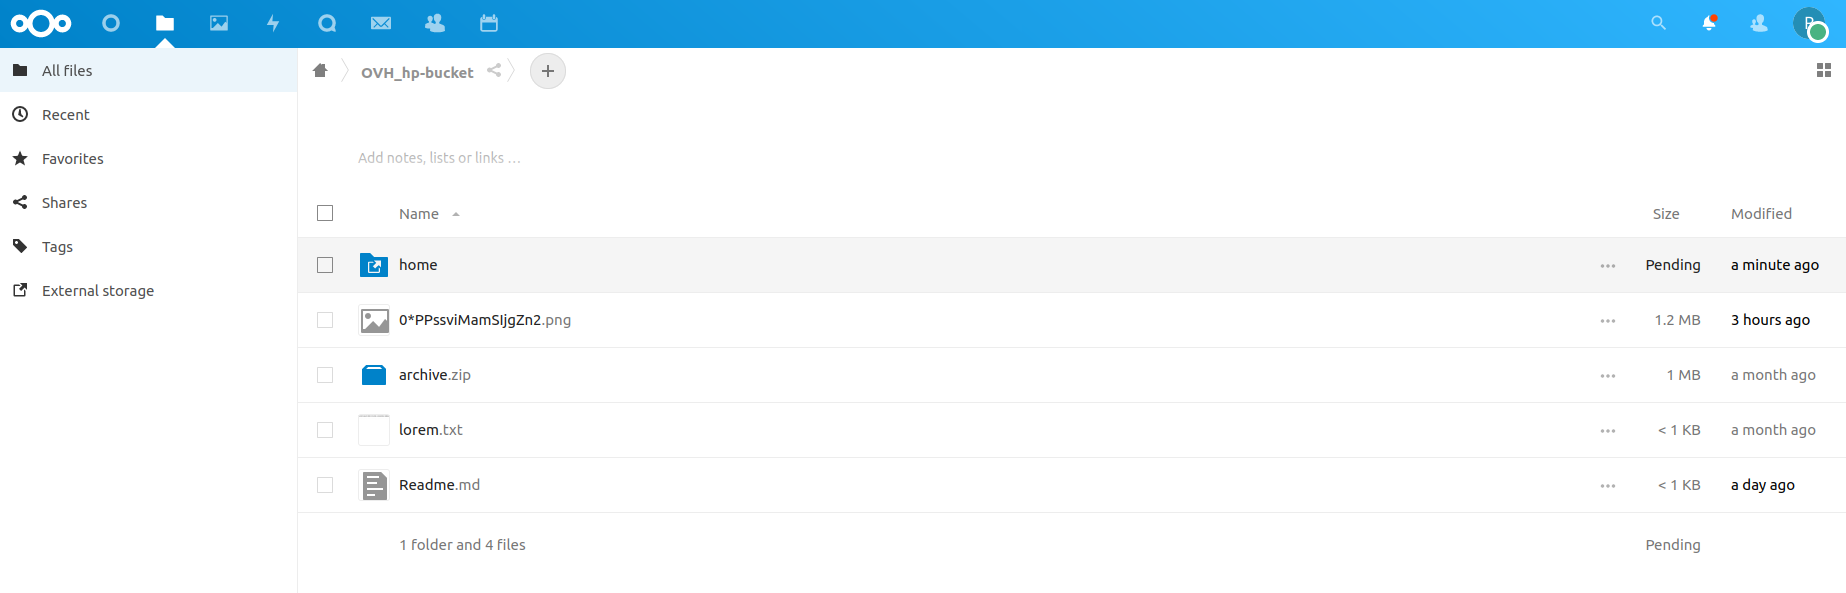 All files
Recent
Favorites
Shares
Tags
External storage
OVH_hp-bucket
Add notes, lists or links ...
Name Size Modified
home ... Pending a minute ago
0*PPssviMamSIjgZn2.png ... 1.2 MB 3 hours ago
archive.zip ... 1 MB a month ago
lorem.txt ... < 1 KB a month ago
Readme.md ... < 1 KB a day ago
1 folder and 4 files Pending